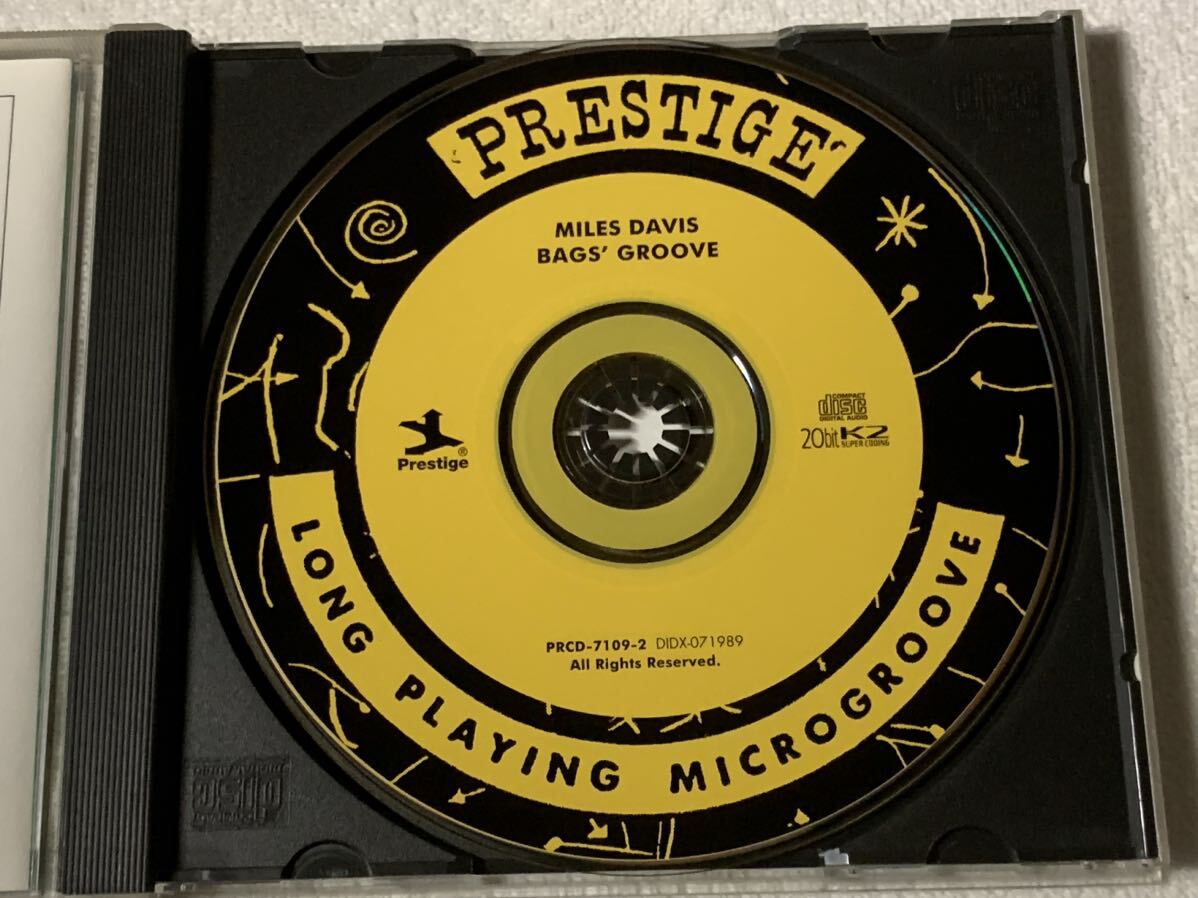 PRESTIGE
MILES DAVIS
BAGS' GROOVE
Prestige®
COMPACT
disc
DIGITAL AUDIO
20bit K2
SUPER CODING
PRCD-7109-2 DIDX-071989
All Rights Reserved.
LONG PLAYING MICROGROOVE